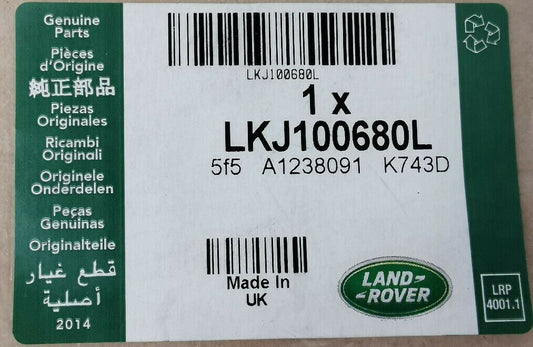 Genuine
Parts
Pièces
d'Origine
純正部品
Piezas
Originales
Ricambi
Originali
Originele
Onderdelen
Peças
Genuinas
Originalteile
قطع غيار
أصلية
2014
LKJ100680L
1 x
LKJ100680L
5f5 A1238091 K743D
Made In
UK
LAND-
ROVER
LRP
4001.1